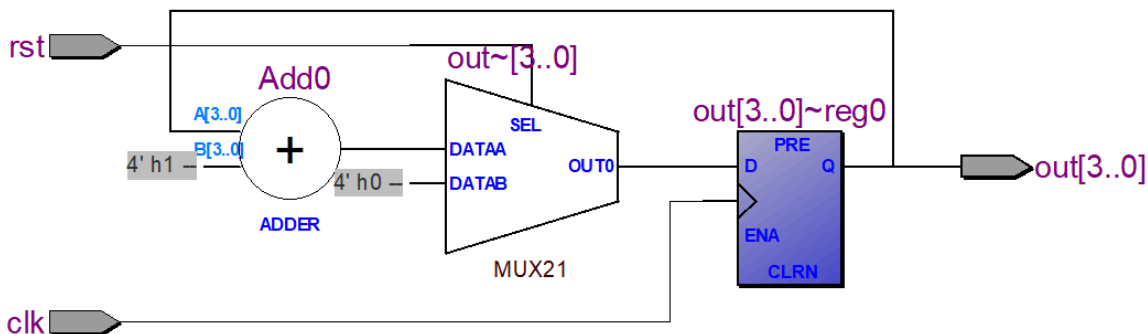 rst
out~[3..0]
Add0
out[3..0]~reg0
A[3..0]
SEL
PRE
B[3..0]
+
4' h1 --
DATAA
OUT0
D
Q
out[3..0]
4' h0 --
DATAB
ADDER
ENA
MUX21
CLRN
clk